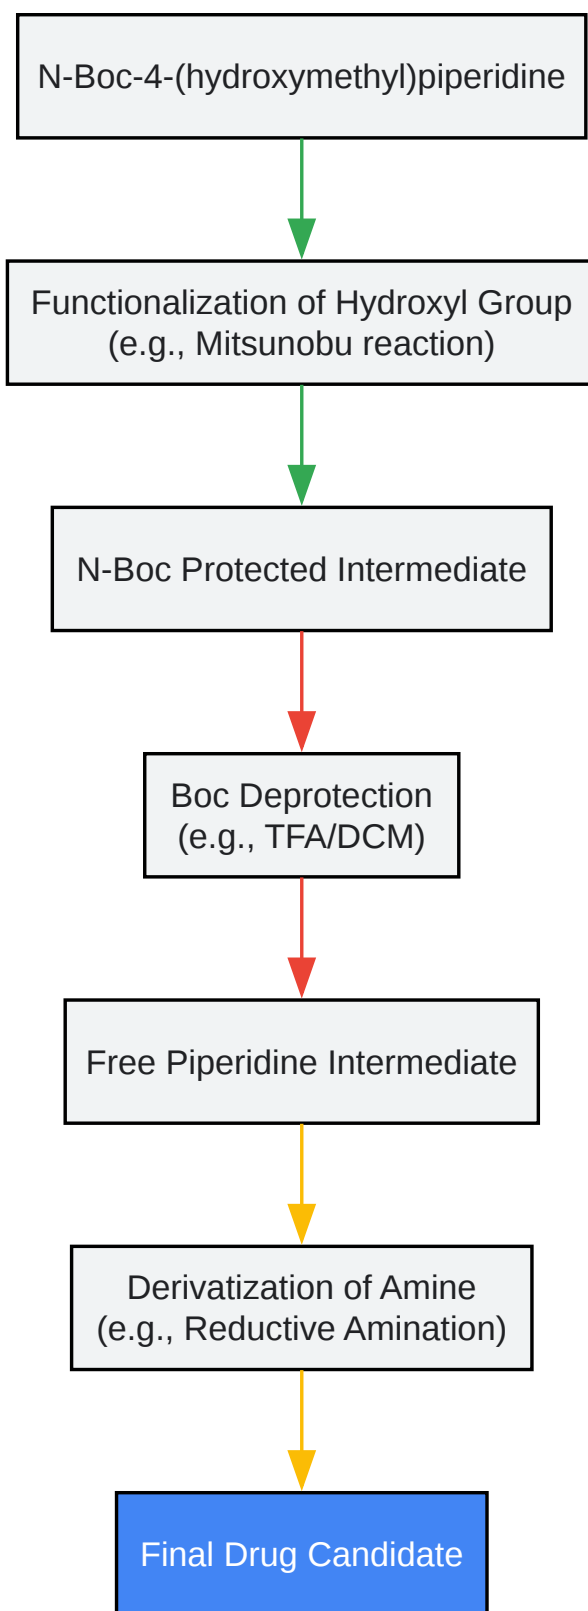 N-Boc-4-(hydroxymethyl)piperidine
Functionalization of Hydroxyl Group
(e.g., Mitsunobu reaction)
N-Boc Protected Intermediate
Boc Deprotection
(e.g., TFA/DCM)
Free Piperidine Intermediate
Derivatization of Amine
(e.g., Reductive Amination)
Final Drug Candidate